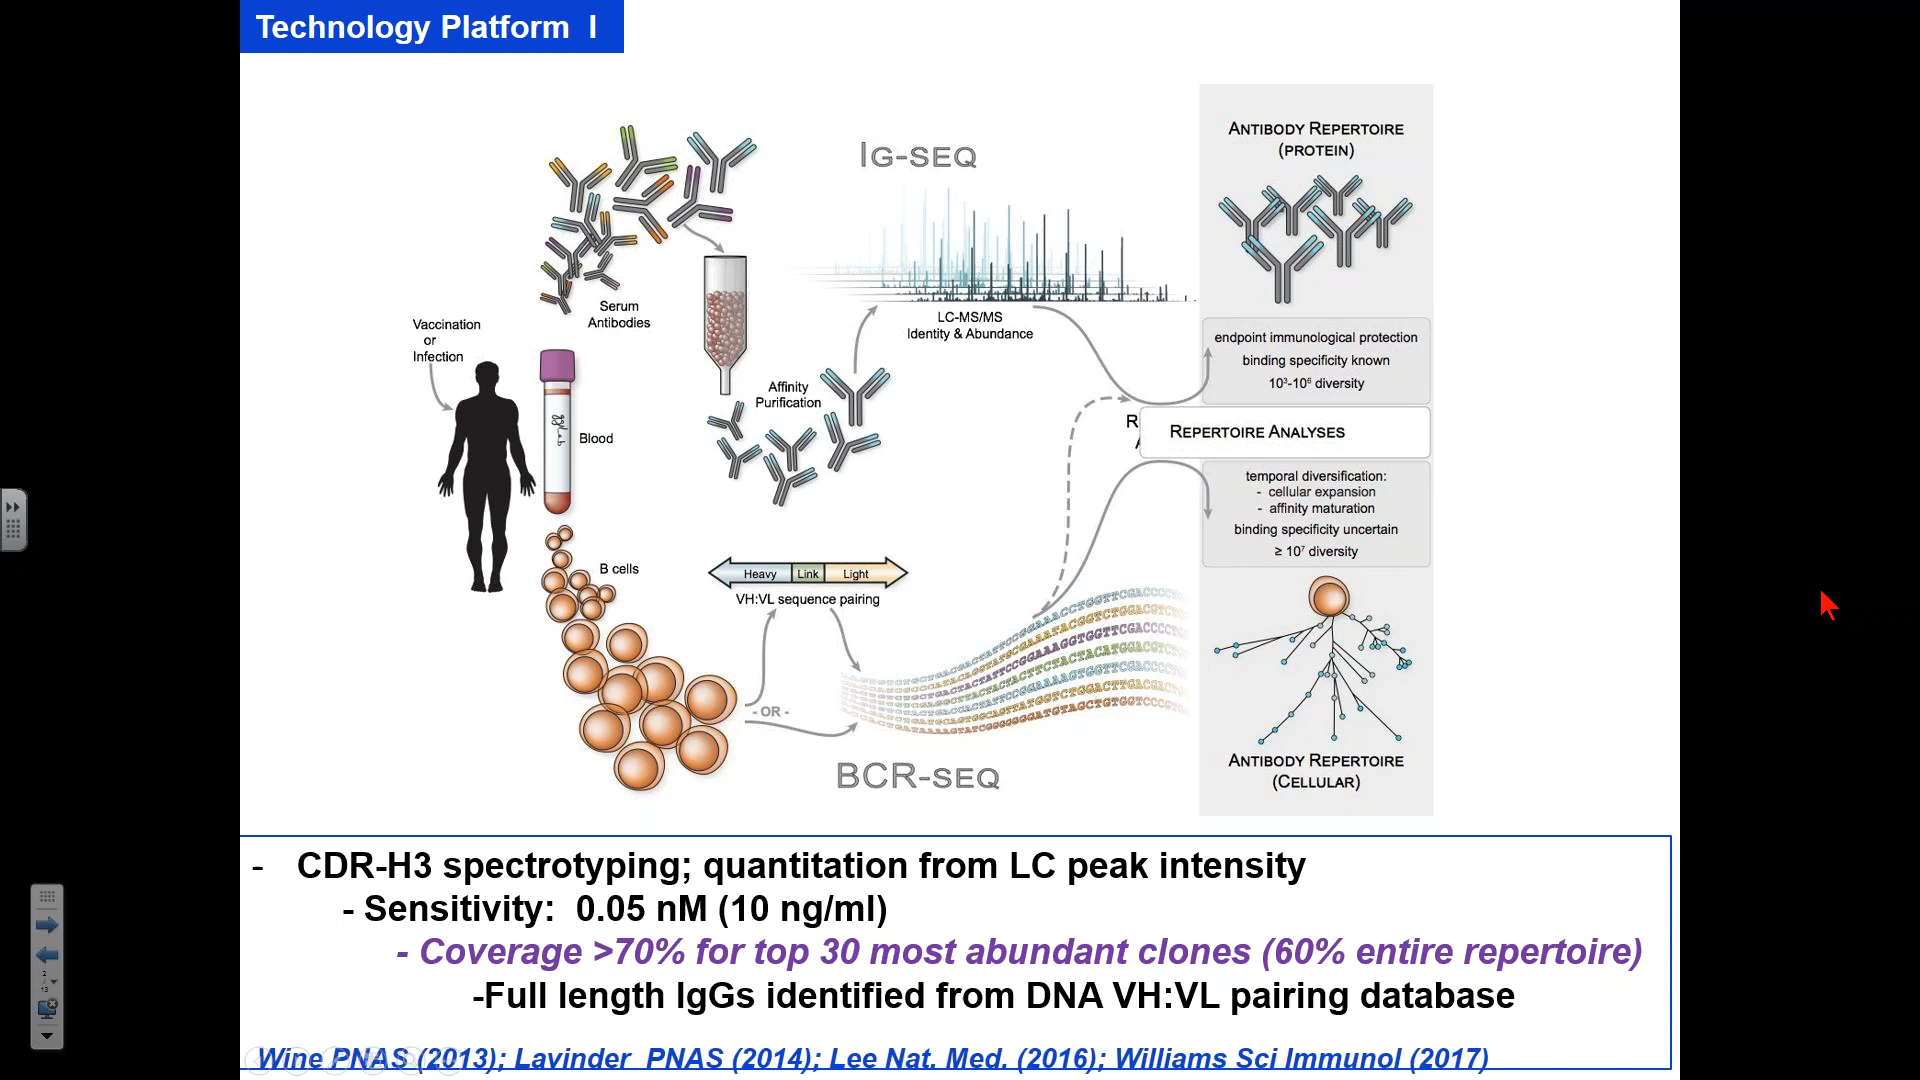 Technology Platform I
IG-SEQ
ANTIBODY REPERTOIRE
(PROTEIN)
Serum
Antibodies
LC-MS/MS
Identity & Abundance
Vaccination
or
Infection
endpoint immunological protection
binding specificity known
10³-10⁶ diversity
Affinity
Purification
Blood
REPERTOIRE ANALYSES
temporal diversification:
- cellular expansion
- affinity maturation
binding specificity uncertain
≥ 10⁷ diversity
B cells
Heavy Link Light
VH:VL sequence pairing
- OR -
BCR-SEQ
ANTIBODY REPERTOIRE
(CELLULAR)
- CDR-H3 spectrotyping; quantitation from LC peak intensity
- Sensitivity: 0.05 nM (10 ng/ml)
- Coverage >70% for top 30 most abundant clones (60% entire repertoire)
-Full length IgGs identified from DNA VH:VL pairing database
Wine PNAS (2013); Lavinder PNAS (2014); Lee Nat. Med. (2016); Williams Sci Immunol (2017)